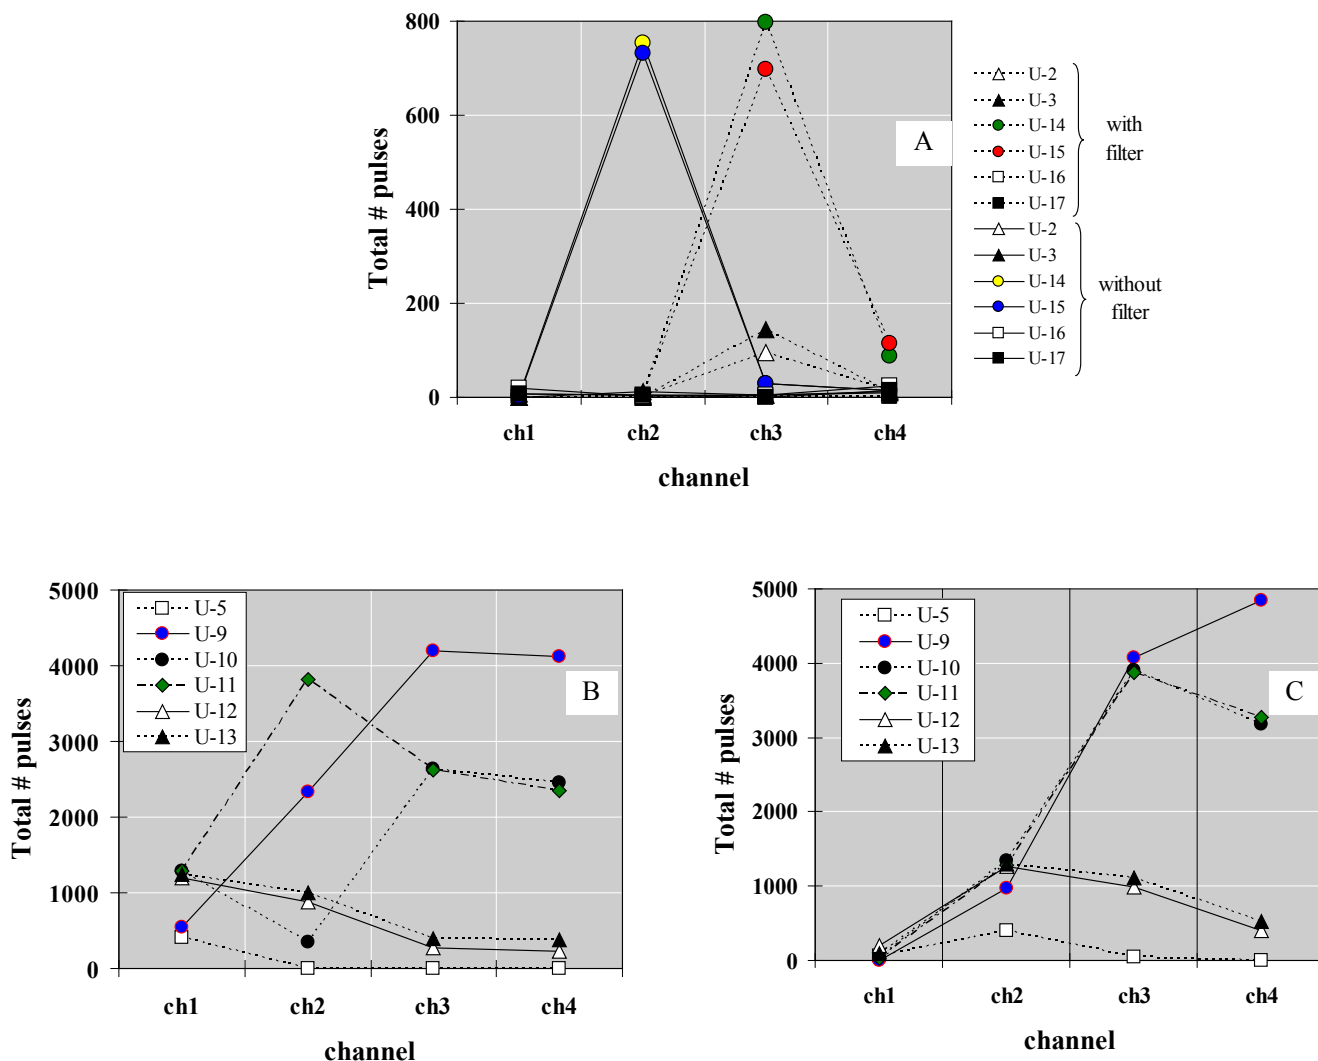 800
600
400
200
0
Total # pulses
ch1 ch2 ch3 ch4
channel
A
U-2
U-3
U-14
U-15
U-16
U-17
with
filter
U-2
U-3
U-14
U-15
U-16
U-17
without
filter
5000
4000
3000
2000
1000
0
Total # pulses
U-5
U-9
U-10
U-11
U-12
U-13
B
ch1 ch2 ch3 ch4
channel
5000
4000
3000
2000
1000
0
Total # pulses
U-5
U-9
U-10
U-11
U-12
U-13
C
ch1 ch2 ch3 ch4
channel